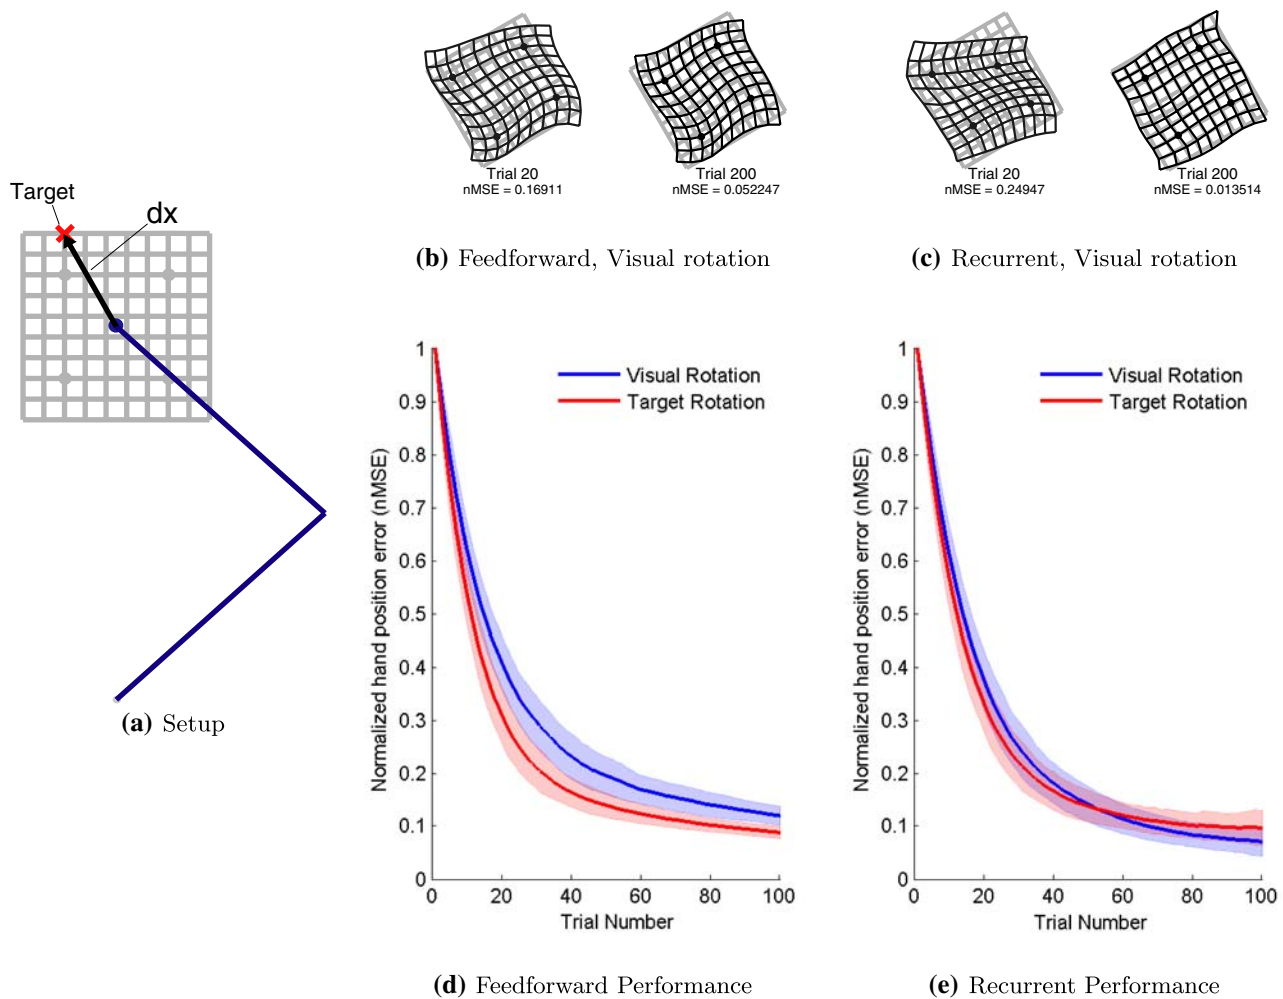 Target
dx
(a) Setup
Trial 20
nMSE = 0.16911
Trial 200
nMSE = 0.052247
(b) Feedforward, Visual rotation
Trial 20
nMSE = 0.24947
Trial 200
nMSE = 0.013514
(c) Recurrent, Visual rotation
Normalized hand position error (nMSE)
1
0.9
0.8
0.7
0.6
0.5
0.4
0.3
0.2
0.1
0
Visual Rotation
Target Rotation
0 20 40 60 80 100
Trial Number
(d) Feedforward Performance
Normalized hand position error (nMSE)
1
0.9
0.8
0.7
0.6
0.5
0.4
0.3
0.2
0.1
0
Visual Rotation
Target Rotation
0 20 40 60 80 100
Trial Number
(e) Recurrent Performance